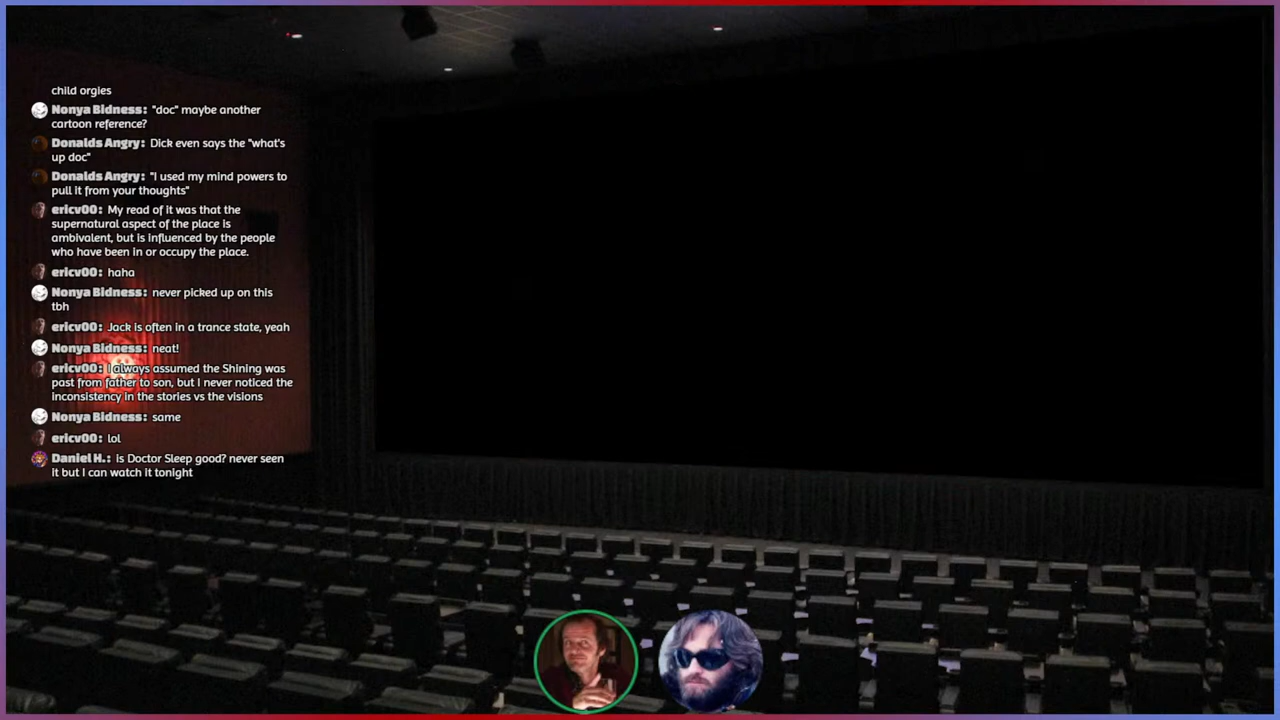 child orgies
Nonya Bidness: "doc" maybe another
cartoon reference?
Donalds Angry: Dick even says the "what's
up doc"
Donalds Angry: "I used my mind powers to
pull it from your thoughts"
ericv00: My read of it was that the
supernatural aspect of the place is
ambivalent, but is influenced by the people
who have been in or occupy the place.
ericv00: haha
Nonya Bidness: never picked up on this
tbh
ericv00: Jack is often in a trance state, yeah
Nonya Bidness: neat!
ericv00: I always assumed the Shining was
past from father to son, but I never noticed the
inconsistency in the stories vs the visions
Nonya Bidness: same
ericv00: lol
Daniel H.: is Doctor Sleep good? never seen
it but I can watch it tonight